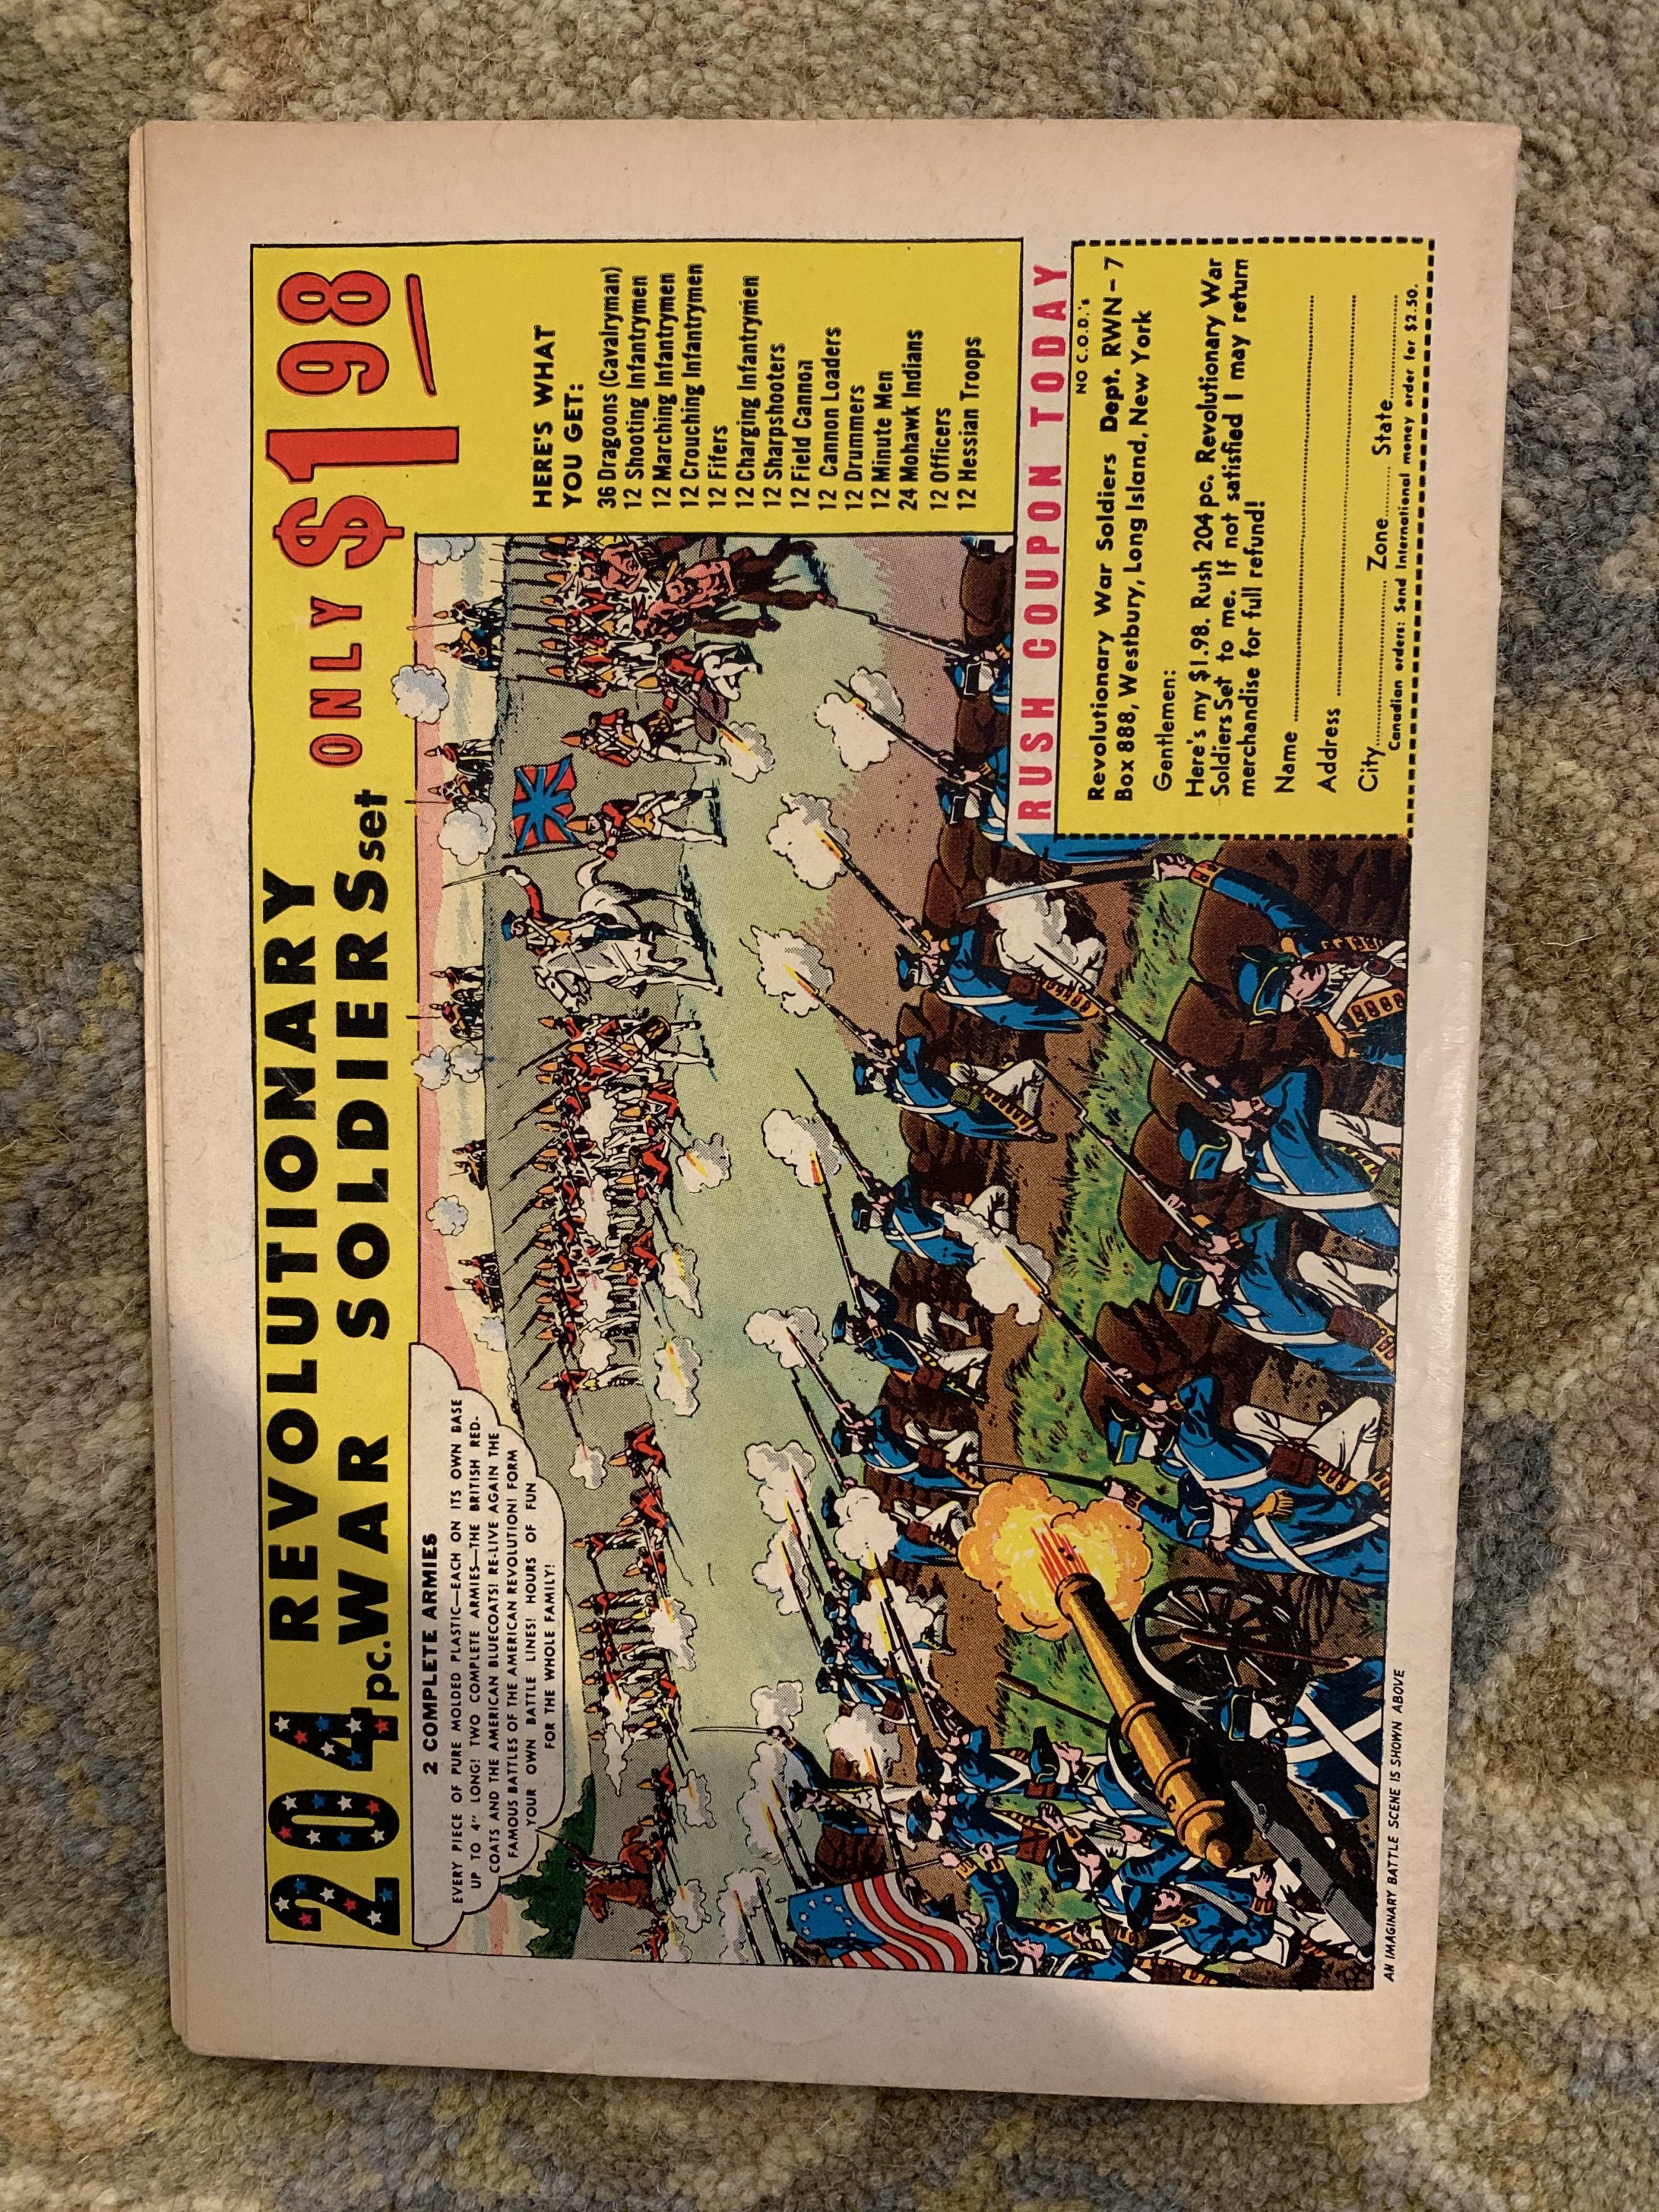 204 REVOLUTIONARY
pc. WAR SOLDIERS set ONLY $1 98
2 COMPLETE ARMIES
EVERY PIECE OF PURE MOLDED PLASTIC—EACH ON ITS OWN BASE
UP TO 4" LONG! TWO COMPLETE ARMIES—THE BRITISH RED-
COATS AND THE AMERICAN BLUECOATS! RE-LIVE AGAIN THE
FAMOUS BATTLES OF THE AMERICAN REVOLUTION! FORM
YOUR OWN BATTLE LINES! HOURS OF FUN
FOR THE WHOLE FAMILY!
HERE'S WHAT
YOU GET:
36 Dragoons (Cavalryman)
12 Shooting Infantrymen
12 Marching Infantrymen
12 Crouching Infantrymen
12 Fifers
12 Charging Infantrymen
12 Sharpshooters
12 Field Cannon
12 Cannon Loaders
12 Drummers
12 Minute Men
24 Mohawk Indians
12 Officers
12 Hessian Troops
RUSH COUPON TODAY
NO C.O.D.'s
Revolutionary War Soldiers Dept. RWN-7
Box 888, Westbury, Long Island, New York
Gentlemen:
Here's my $1.98. Rush 204 pc. Revolutionary War
Soldiers Set to me. If not satisfied I may return
merchandise for full refund!
Name
Address
City Zone State
Canadian orders: Send International money order for $2.50.
AN IMAGINARY BATTLE SCENE IS SHOWN ABOVE